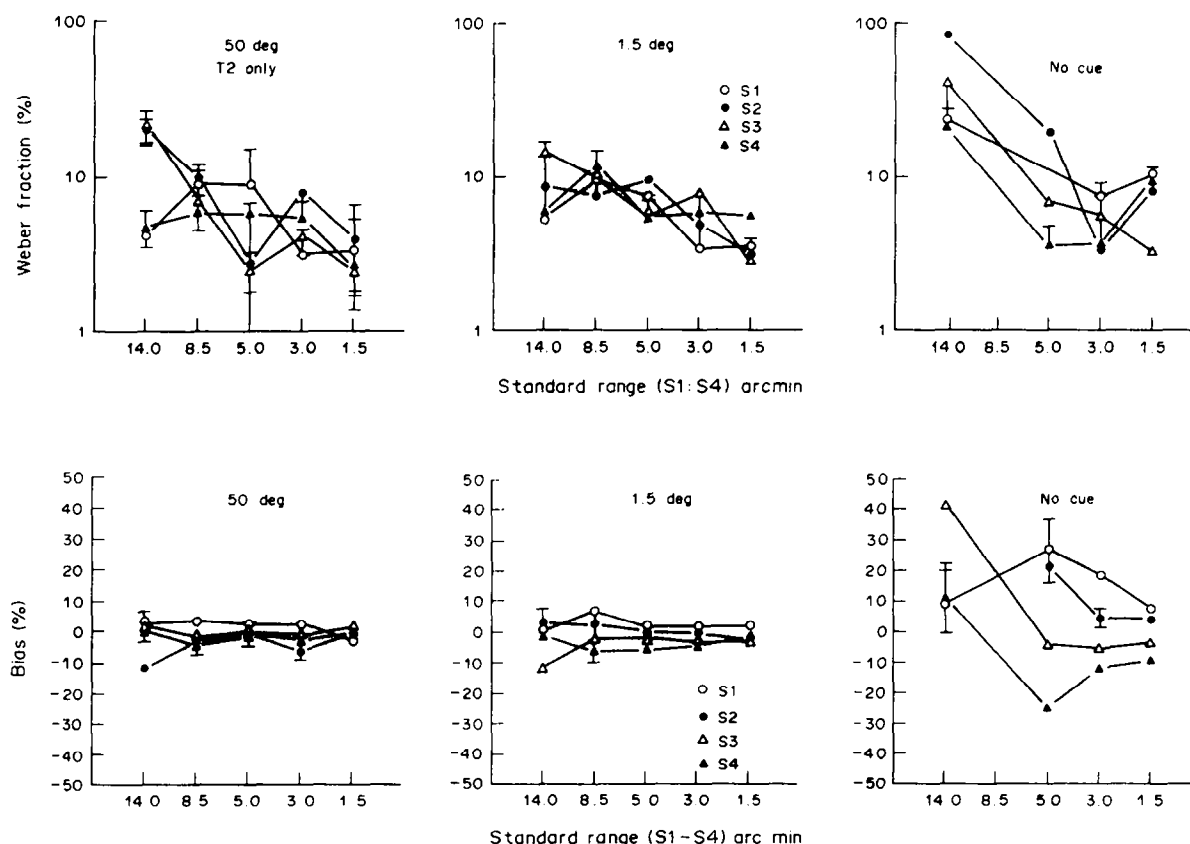 100
10
1
Weber fraction (%)
50 deg
T2 only
14.0 8.5 5.0 3.0 1.5
100
10
1
1.5 deg
S1
S2
S3
S4
14.0 8.5 5.0 3.0 1.5
100
10
1
No cue
14.0 8.5 5.0 3.0 1.5
Standard range (S1:S4) arcmin
50
40
30
20
10
0
-10
-20
-30
-40
-50
Bias (%)
50 deg
14.0 8.5 5.0 3.0 1.5
50
40
30
20
10
0
-10
-20
-30
-40
-50
1.5 deg
S1
S2
S3
S4
14.0 8.5 5.0 3.0 1.5
50
40
30
20
10
0
-10
-20
-30
-40
-50
No cue
14.0 8.5 5.0 3.0 1.5
Standard range (S1-S4) arc min